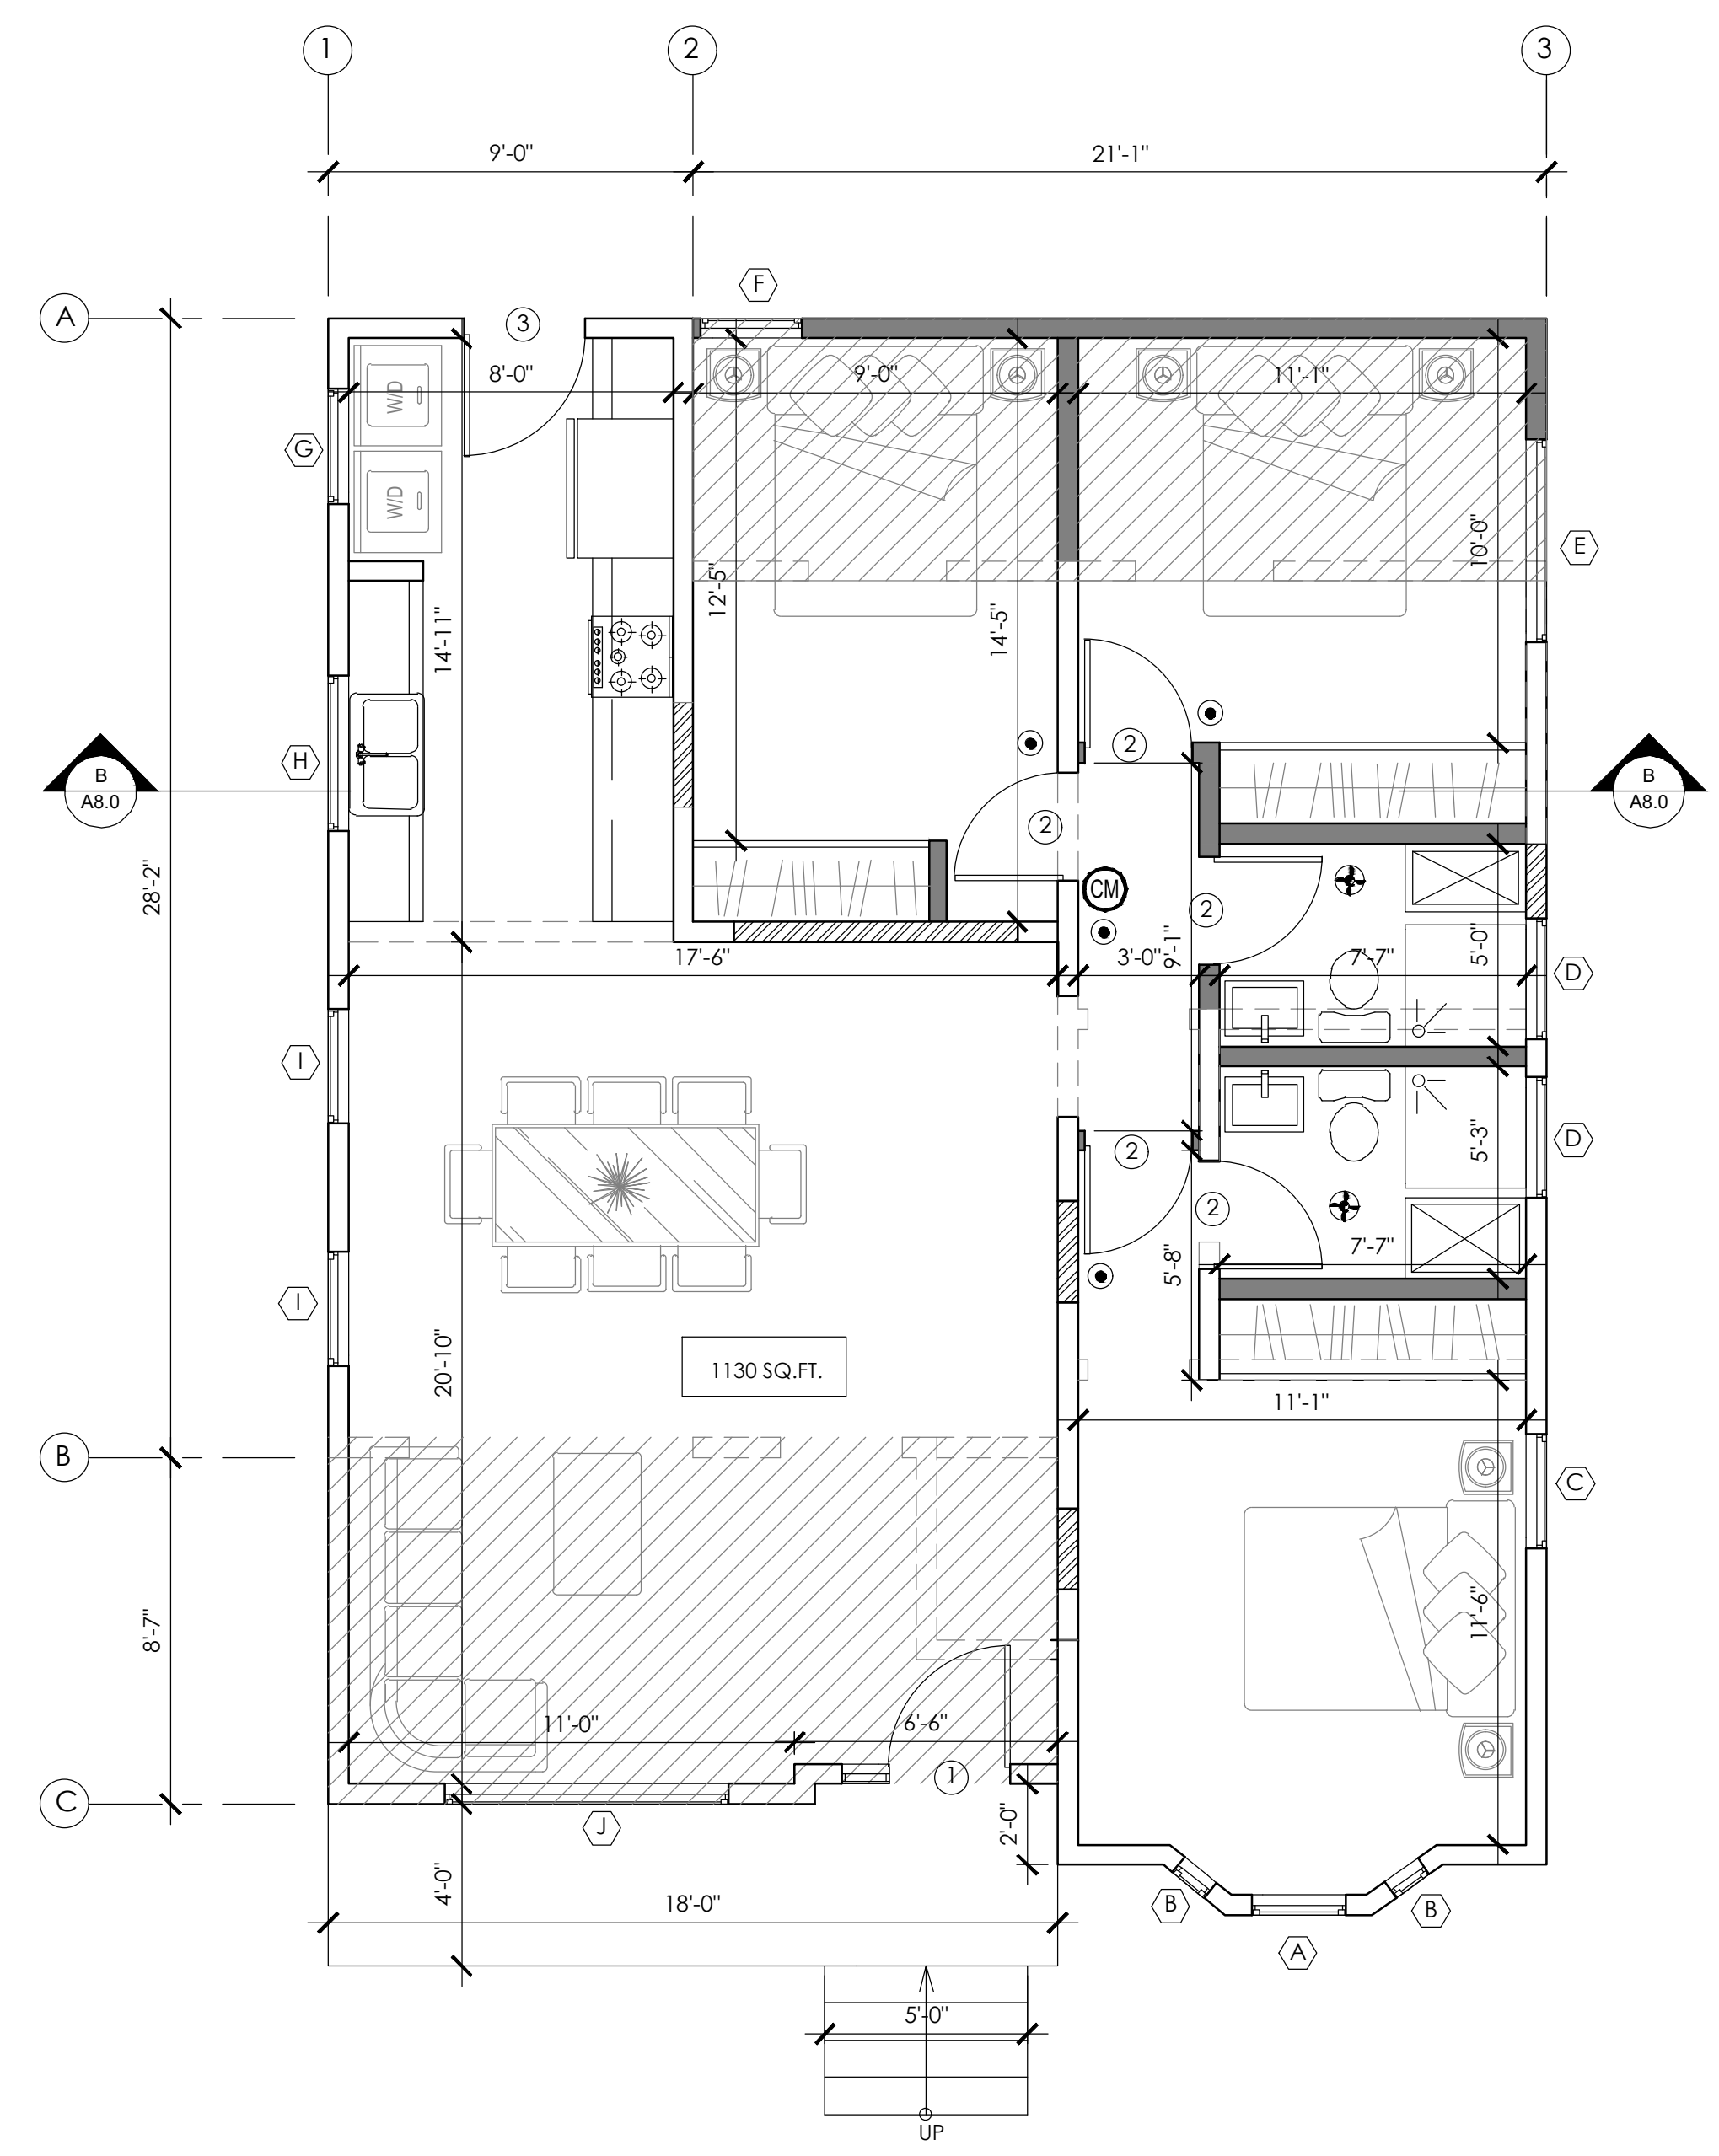 1
2
3
9'-0"
21'-1"
F
A
3
8'-0"
9'-0"
11'-1"
W/D
G
W/D
10'-0"
E
12'-5"
14'-11"
14'-5"
2
H
B
A8.0
B
A8.0
2
28'-2"
CM
2
17'-6"
3'-0"
9'-1"
7'-7"
5'-0"
D
I
2
5'-3"
D
2
5'-8"
7'-7"
I
20'-10"
1130 SQ.FT.
11'-1"
B
C
8'-7"
11'-6"
11'-0"
6'-6"
1
C
J
2'-0"
4'-0"
18'-0"
B
B
A
5'-0"
UP